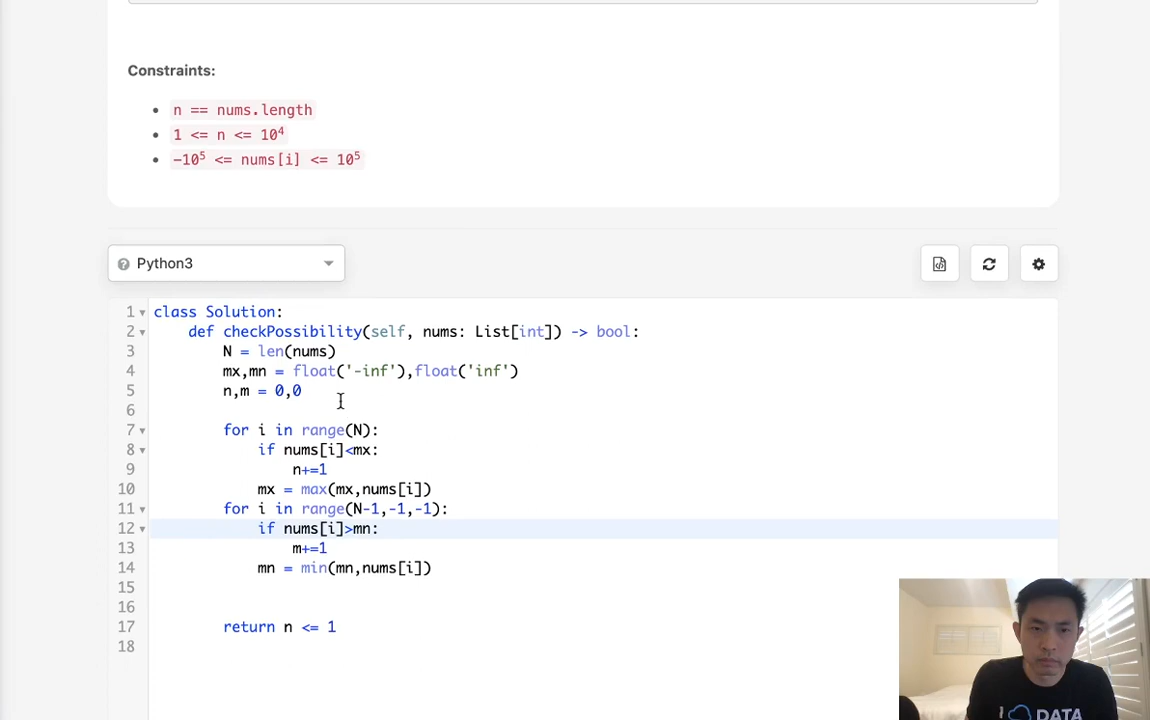 Constraints:
n == nums.length
1 <= n <= 10⁴
-10⁵ <= nums[i] <= 10⁵
Python3
1 class Solution:
2 def checkPossibility(self, nums: List[int]) -> bool:
3 N = len(nums)
4 mx,mn = float('-inf'),float('inf')
5 n,m = 0,0
6
7 for i in range(N):
8 if nums[i]<mx:
9 n+=1
10 mx = max(mx,nums[i])
11 for i in range(N-1,-1,-1):
12 if nums[i]>mn:
13 m+=1
14 mn = min(mn,nums[i])
15
16
17 return n <= 1
18
DATA